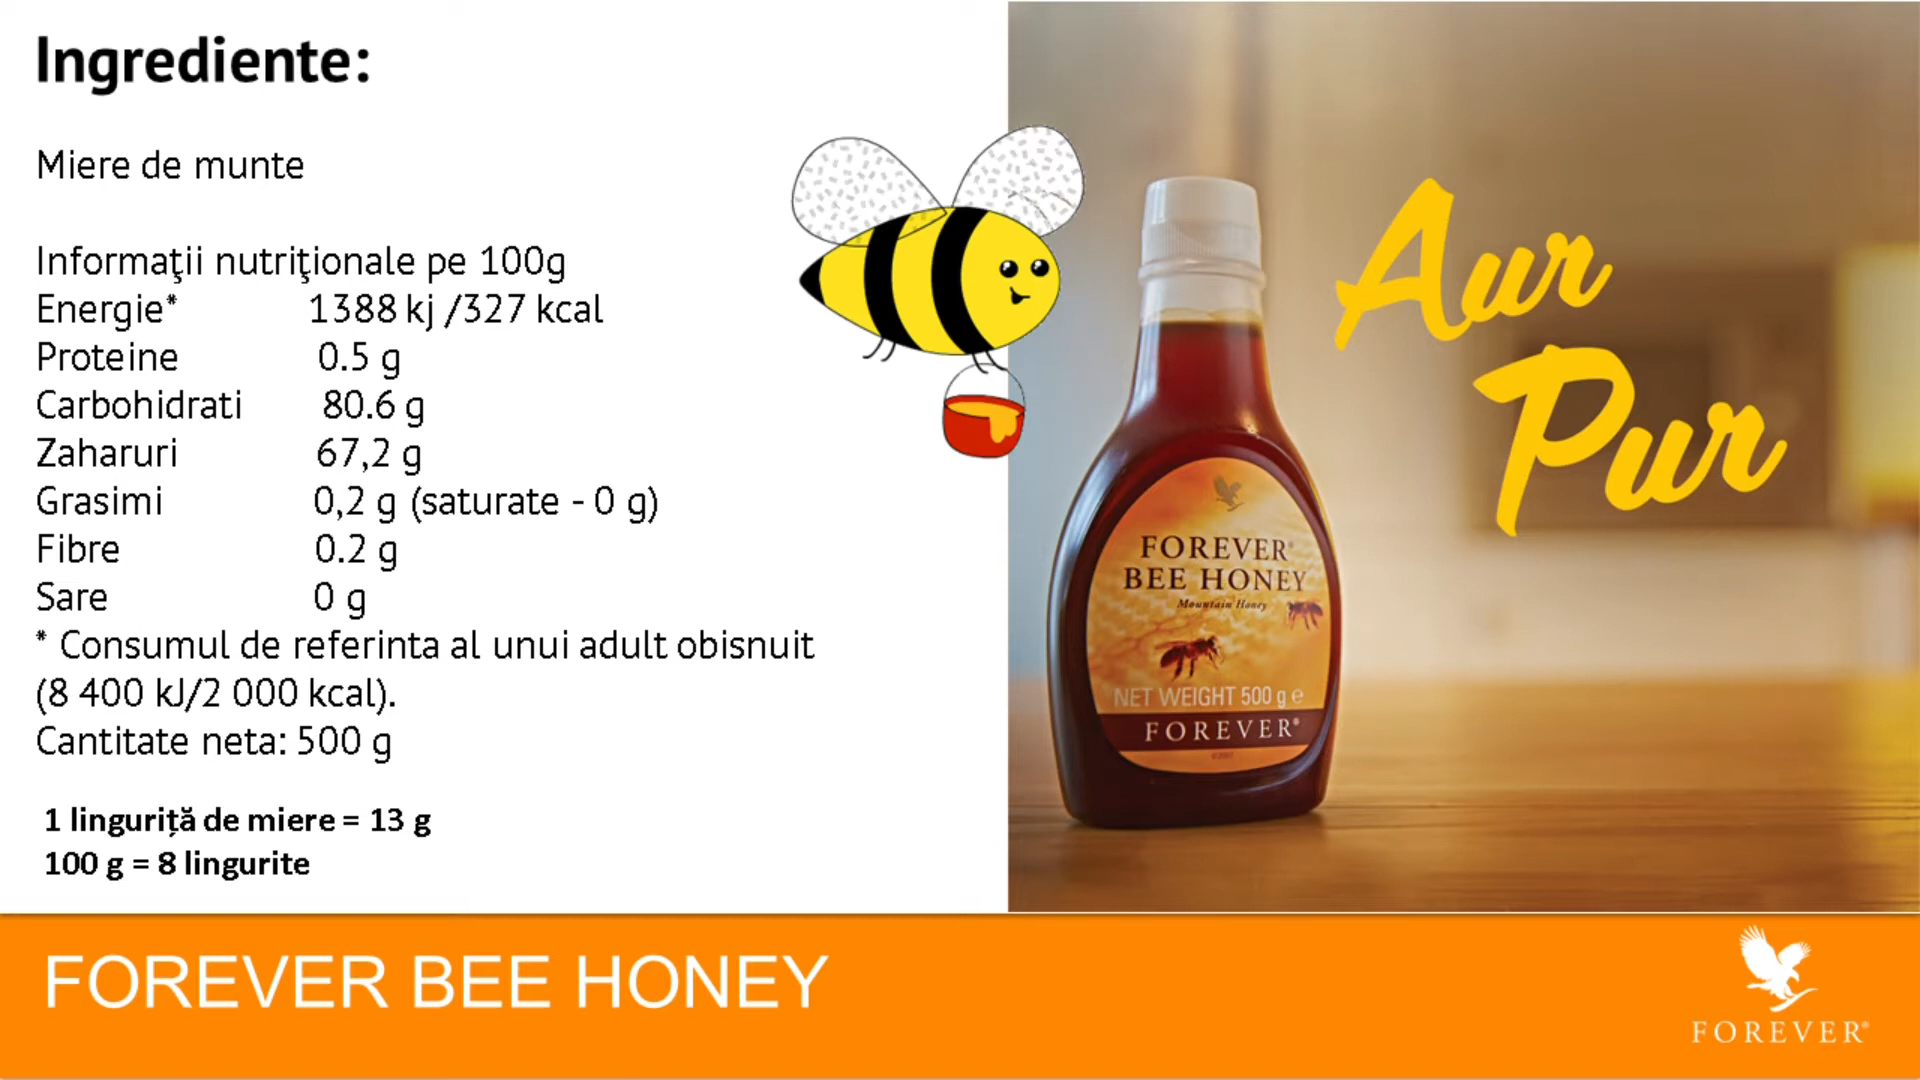 Ingrediente:
Miere de munte
Informaţii nutriţionale pe 100g
Energie* 1388 kj /327 kcal
Proteine 0.5 g
Carbohidrati 80.6 g
Zaharuri 67,2 g
Grasimi 0,2 g (saturate - 0 g)
Fibre 0.2 g
Sare 0 g
* Consumul de referinta al unui adult obisnuit
(8 400 kJ/2 000 kcal).
Cantitate neta: 500 g
1 linguriță de miere = 13 g
100 g = 8 lingurite
Aur
Pur
FOREVER®
BEE HONEY
Mountain Honey
NET WEIGHT 500 g e
FOREVER®
©2007
FOREVER BEE HONEY
FOREVER®